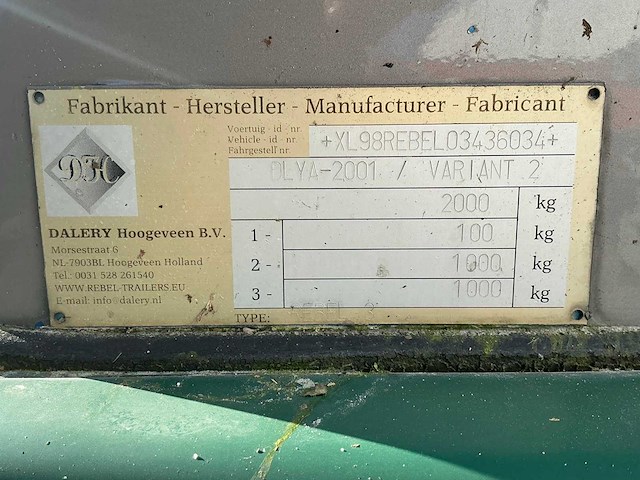 Fabrikant - Hersteller - Manufacturer - Fabricant
DH
Voertuig - id - nr.
Vehicle - id - nr.
Fahrgestell nr.
+XL98REBEL03436034+
DLYA-2001 / VARIANT 2
2000 kg
1 - 100 kg
2 - 1000 kg
3 - 1000 kg
DALERY Hoogeveen B.V.
Morsestraat 6
NL-7903BL Hoogeveen Holland
Tel.: 0031 528 261540
WWW.REBEL-TRAILERS.EU
E-mail: info@dalery.nl
TYPE: